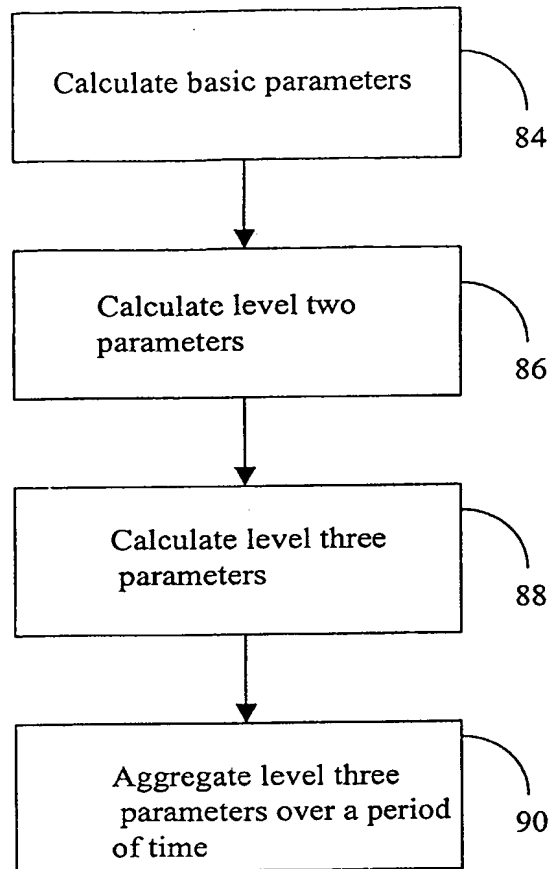 Calculate basic parameters
84
Calculate level two
parameters
86
Calculate level three
parameters
88
Aggregate level three
parameters over a period
of time
90